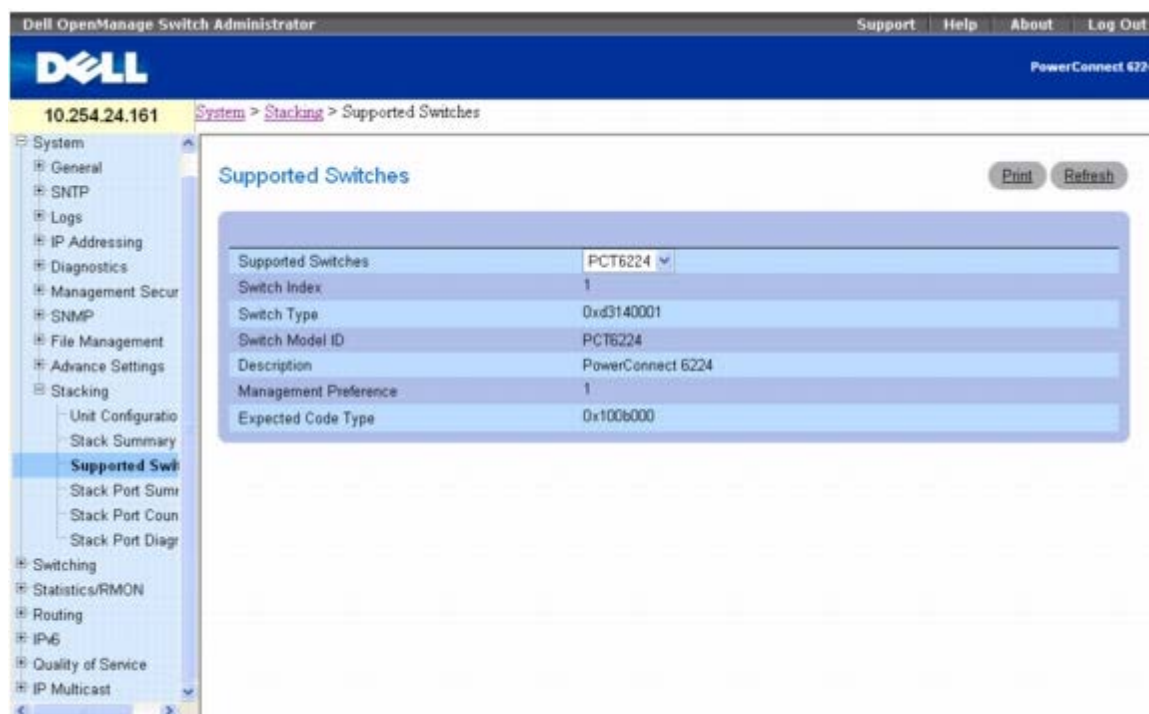 Dell OpenManage Switch Administrator
Support Help About Log Out
DELL
PowerConnect 622
10.254.24.161
System > Stacking > Supported Switches
System
General
SNTP
Logs
IP Addressing
Diagnostics
Management Secur
SNMP
File Management
Advance Settings
Stacking
Unit Configuratio
Stack Summary
Supported Swit
Stack Port Sumr
Stack Port Coun
Stack Port Diagr
Switching
Statistics/RMON
Routing
IPv6
Quality of Service
IP Multicast
Supported Switches
Print Refresh
Supported Switches PCT6224
Switch Index 1
Switch Type 0xd3140001
Switch Model ID PCT6224
Description PowerConnect 6224
Management Preference 1
Expected Code Type 0x100b000